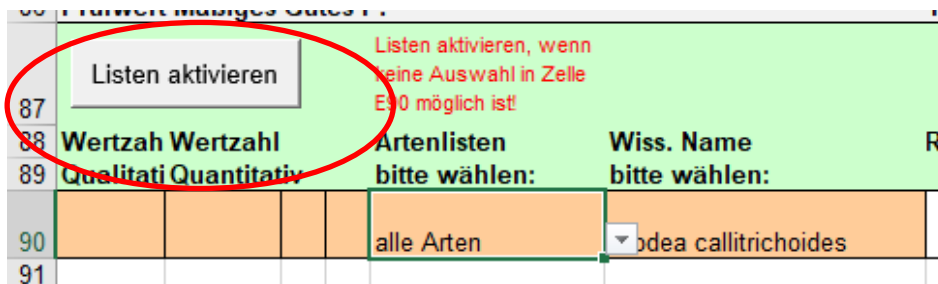 Listen aktivieren
Listen aktivieren, wenn
keine Auswahl in Zelle
E90 möglich ist!
87
88 Wertzah Wertzahl Artenlisten Wiss. Name R
89 Qualitati Quantitativ bitte wählen: bitte wählen:
90 alle Arten odea callitrichoides
91